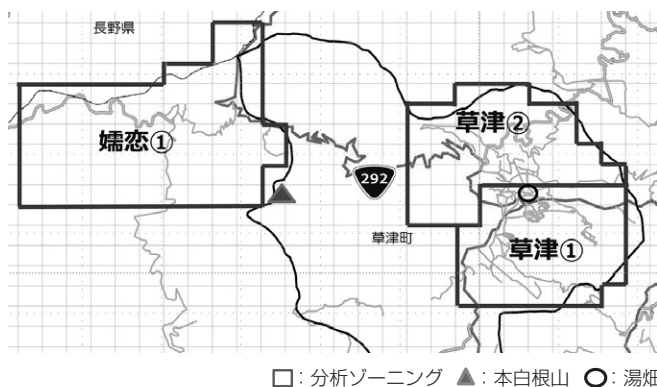 長野県
嬬恋①
草津②
292
草津町
草津①
□：分析ゾーニング ▲：本白根山 ○：湯畑